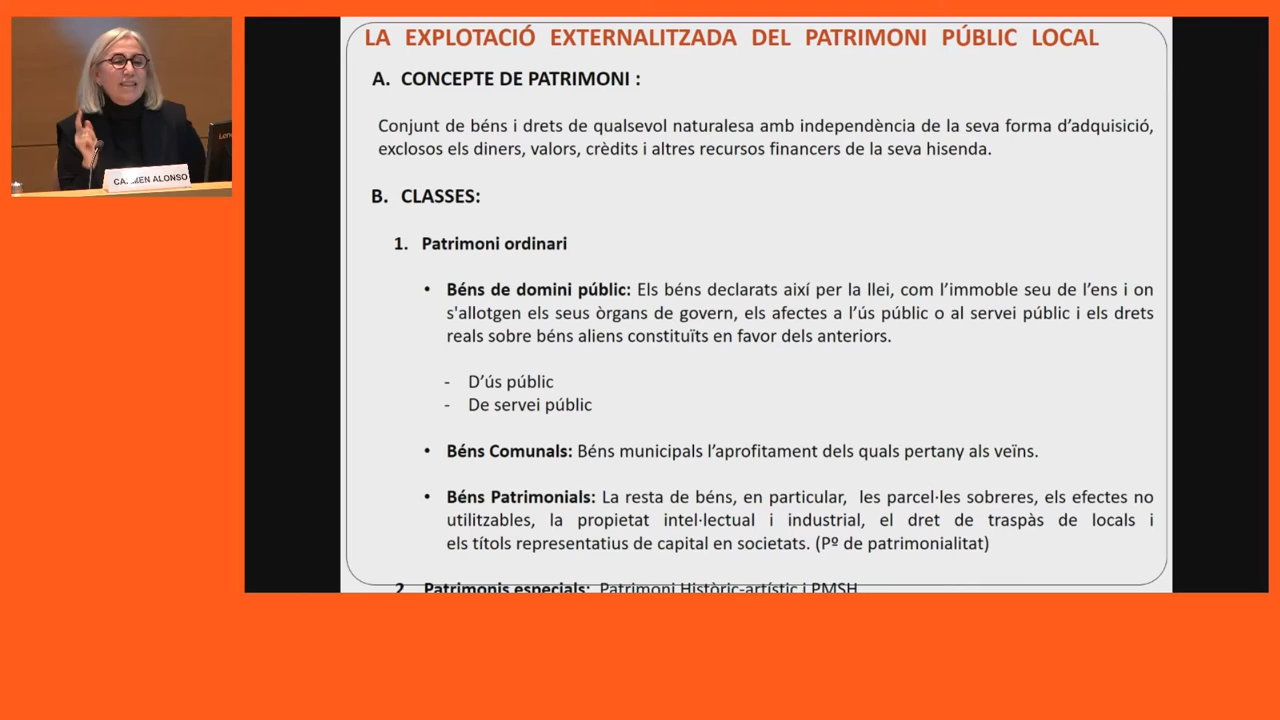 LA EXPLOTACIÓ EXTERNALITZADA DEL PATRIMONI PÚBLIC LOCAL
A. CONCEPTE DE PATRIMONI :
Conjunt de béns i drets de qualsevol naturalesa amb independència de la seva forma d'adquisició,
exclosos els diners, valors, crèdits i altres recursos financers de la seva hisenda.
B. CLASSES:
1. Patrimoni ordinari
• Béns de domini públic: Els béns declarats així per la llei, com l'immoble seu de l'ens i on
s'allotgen els seus òrgans de govern, els afectes a l'ús públic o al servei públic i els drets
reals sobre béns aliens constituïts en favor dels anteriors.
- D'ús públic
- De servei públic
• Béns Comunals: Béns municipals l'aprofitament dels quals pertany als veïns.
• Béns Patrimonials: La resta de béns, en particular, les parcel·les sobreres, els efectes no
utilitzables, la propietat intel·lectual i industrial, el dret de traspàs de locals i
els títols representatius de capital en societats. (Pº de patrimonialitat)
2 Patrimonis especials: Patrimoni Històric-artístic i PMSH
CARMEN ALONSO